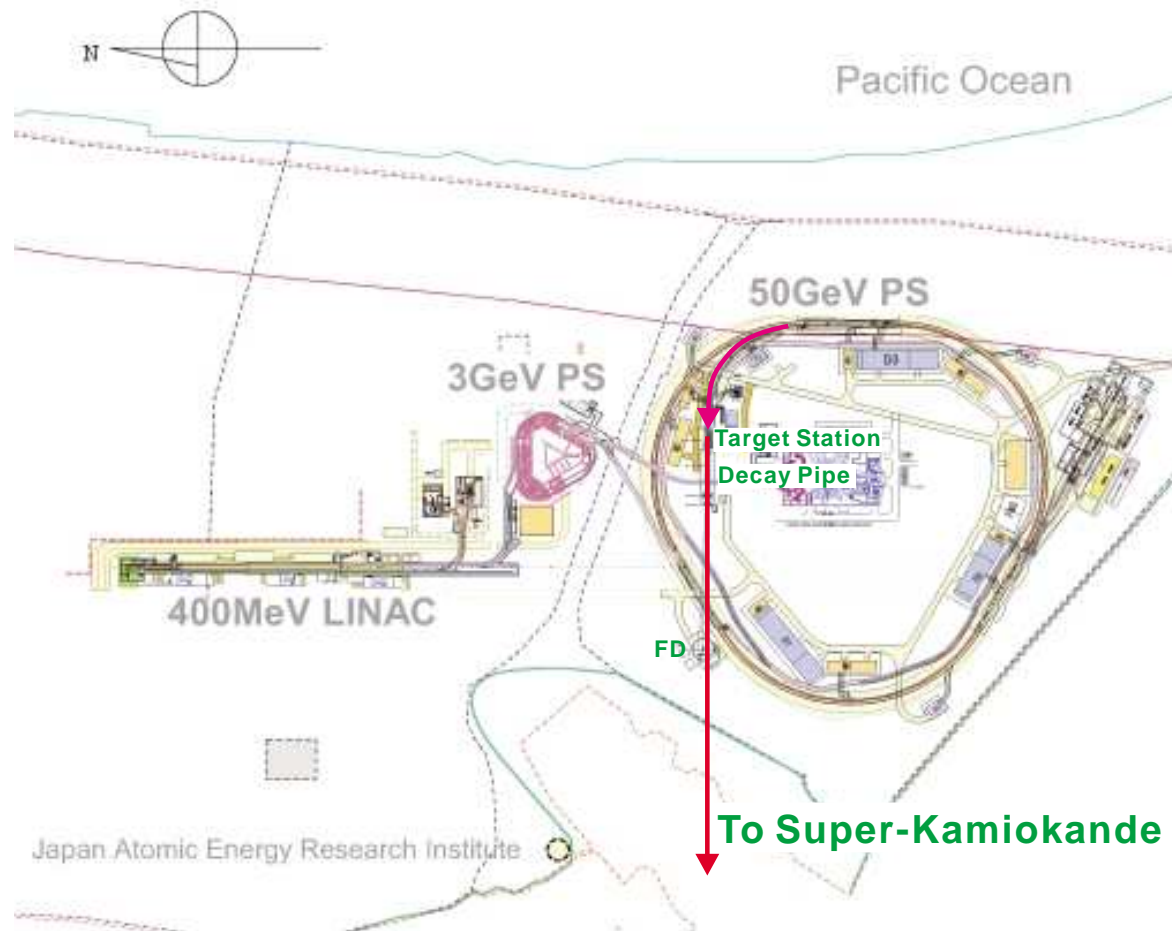 N
Pacific Ocean
50GeV PS
3GeV PS
Target Station
Decay Pipe
400MeV LINAC
FD
To Super-Kamiokande
Japan Atomic Energy Research Institute